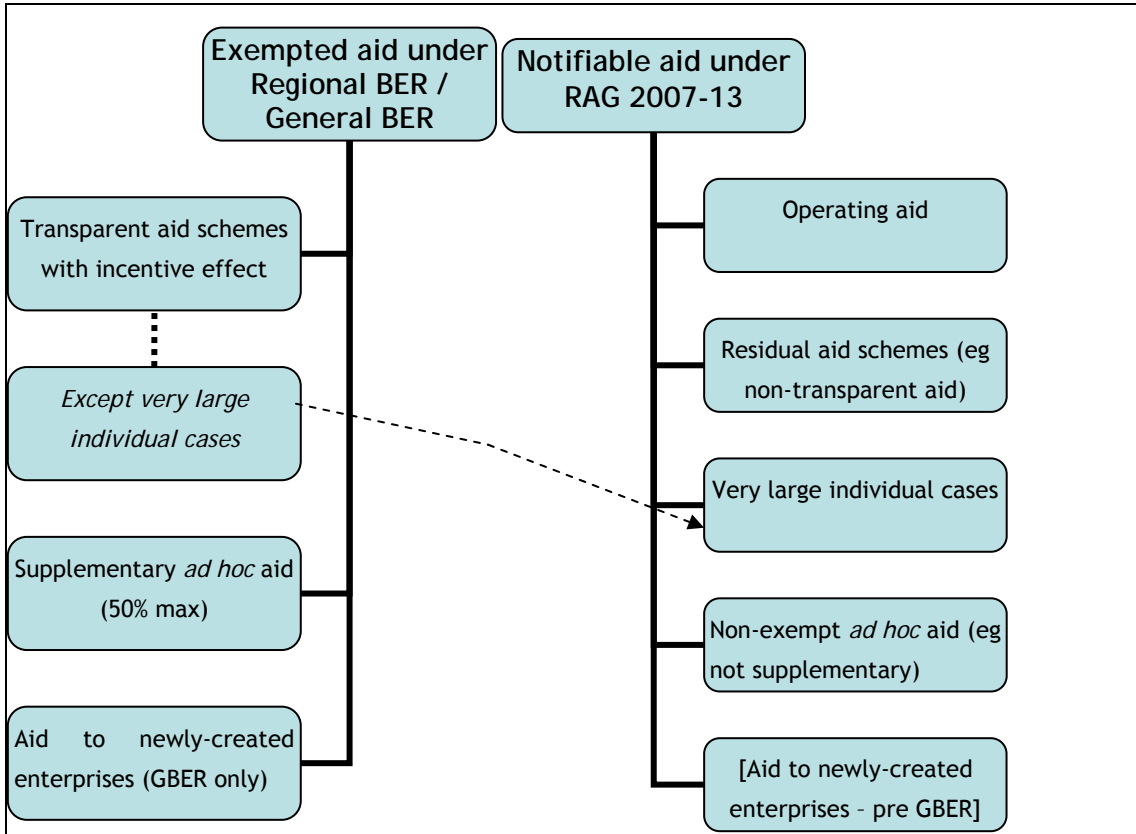 Exempted aid under
Regional BER /
General BER
Transparent aid schemes
with incentive effect
Except very large
individual cases
Supplementary ad hoc aid
(50% max)
Aid to newly-created
enterprises (GBER only)
Notifiable aid under
RAG 2007-13
Operating aid
Residual aid schemes (eg
non-transparent aid)
Very large individual cases
Non-exempt ad hoc aid (eg
not supplementary)
[Aid to newly-created
enterprises – pre GBER]